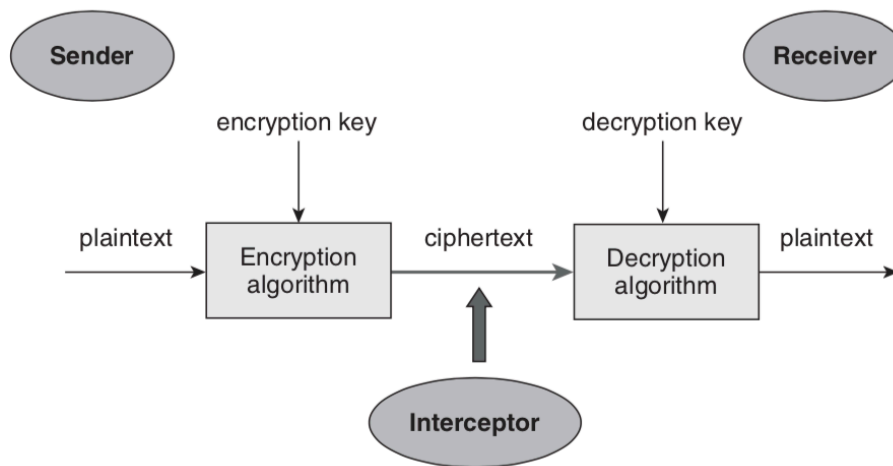 Sender
Receiver
encryption key
decryption key
plaintext
Encryption
algorithm
ciphertext
Decryption
algorithm
plaintext
Interceptor